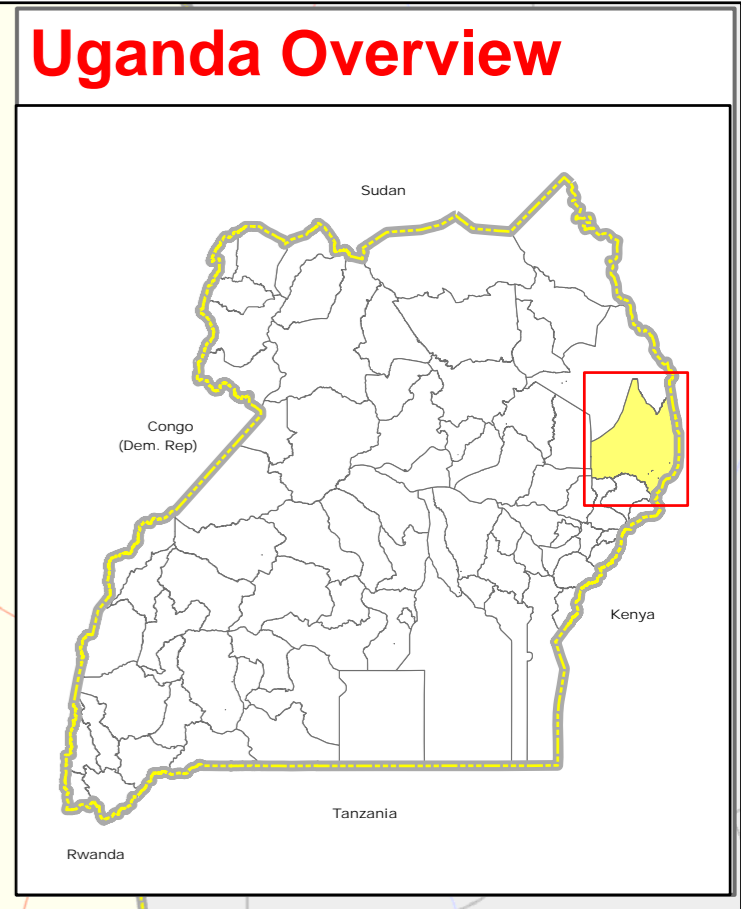 Uganda Overview
Sudan
Congo
(Dem. Rep)
Kenya
Tanzania
Rwanda